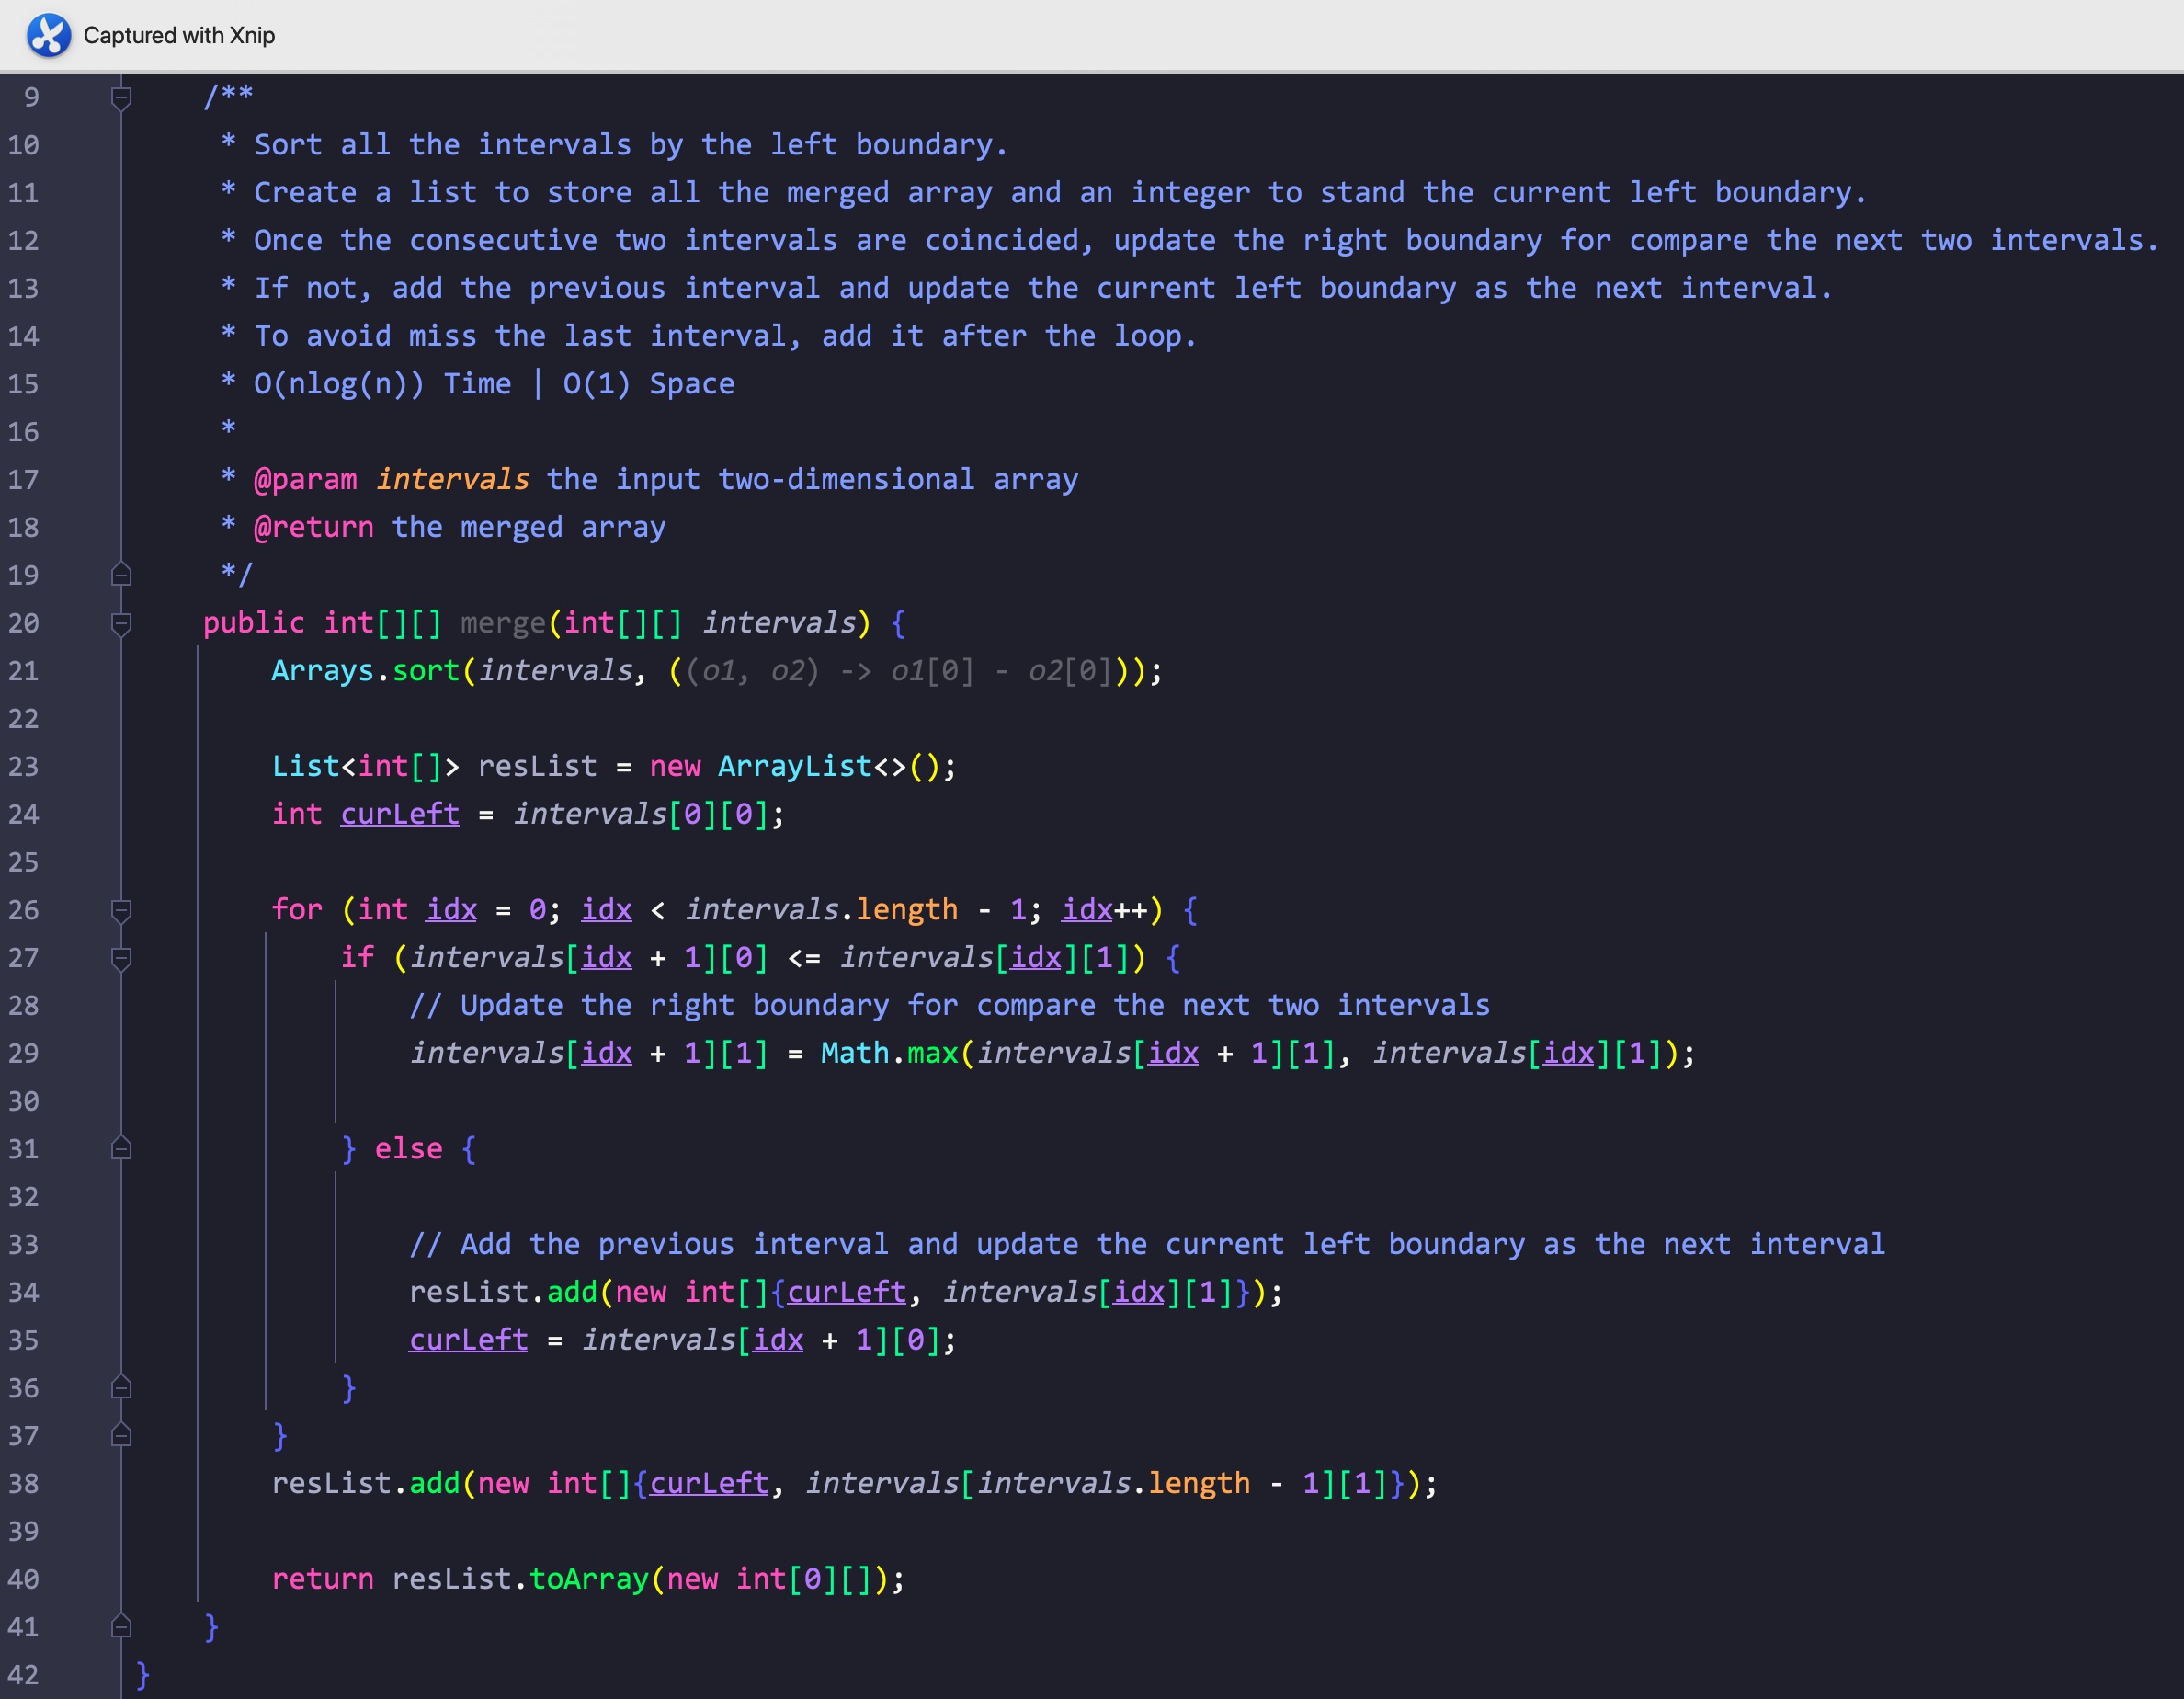 Captured with Xnip
9 /**
10 * Sort all the intervals by the left boundary.
11 * Create a list to store all the merged array and an integer to stand the current left boundary.
12 * Once the consecutive two intervals are coincided, update the right boundary for compare the next two intervals.
13 * If not, add the previous interval and update the current left boundary as the next interval.
14 * To avoid miss the last interval, add it after the loop.
15 * O(nlog(n)) Time | O(1) Space
16 *
17 * @param intervals the input two-dimensional array
18 * @return the merged array
19 */
20 public int[][] merge(int[][] intervals) {
21 Arrays.sort(intervals, ((o1, o2) -> o1[0] - o2[0]));
22
23 List<int[]> resList = new ArrayList<>();
24 int curLeft = intervals[0][0];
25
26 for (int idx = 0; idx < intervals.length - 1; idx++) {
27 if (intervals[idx + 1][0] <= intervals[idx][1]) {
28 // Update the right boundary for compare the next two intervals
29 intervals[idx + 1][1] = Math.max(intervals[idx + 1][1], intervals[idx][1]);
30
31 } else {
32
33 // Add the previous interval and update the current left boundary as the next interval
34 resList.add(new int[]{curLeft, intervals[idx][1]});
35 curLeft = intervals[idx + 1][0];
36 }
37 }
38 resList.add(new int[]{curLeft, intervals[intervals.length - 1][1]});
39
40 return resList.toArray(new int[0][]);
41 }
42 }